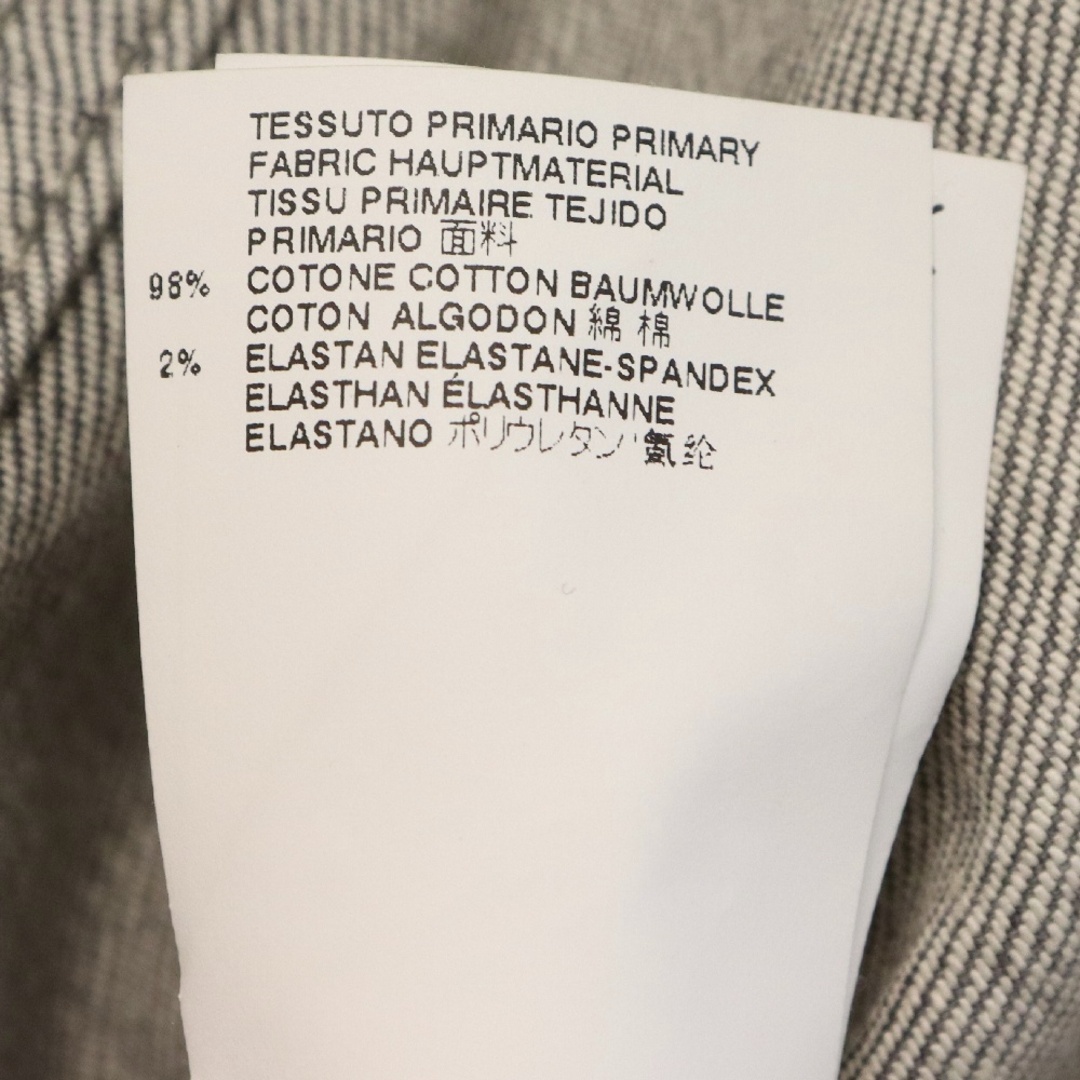 TESSUTO PRIMARIO PRIMARY
FABRIC HAUPTMATERIAL
TISSU PRIMAIRE TEJIDO
PRIMARIO 面料
98% COTONE COTTON BAUMWOLLE
COTON ALGODON 綿 棉
2% ELASTAN ELASTANE-SPANDEX
ELASTHAN ÉLASTHANNE
ELASTANO ポリウレタン 氨纶